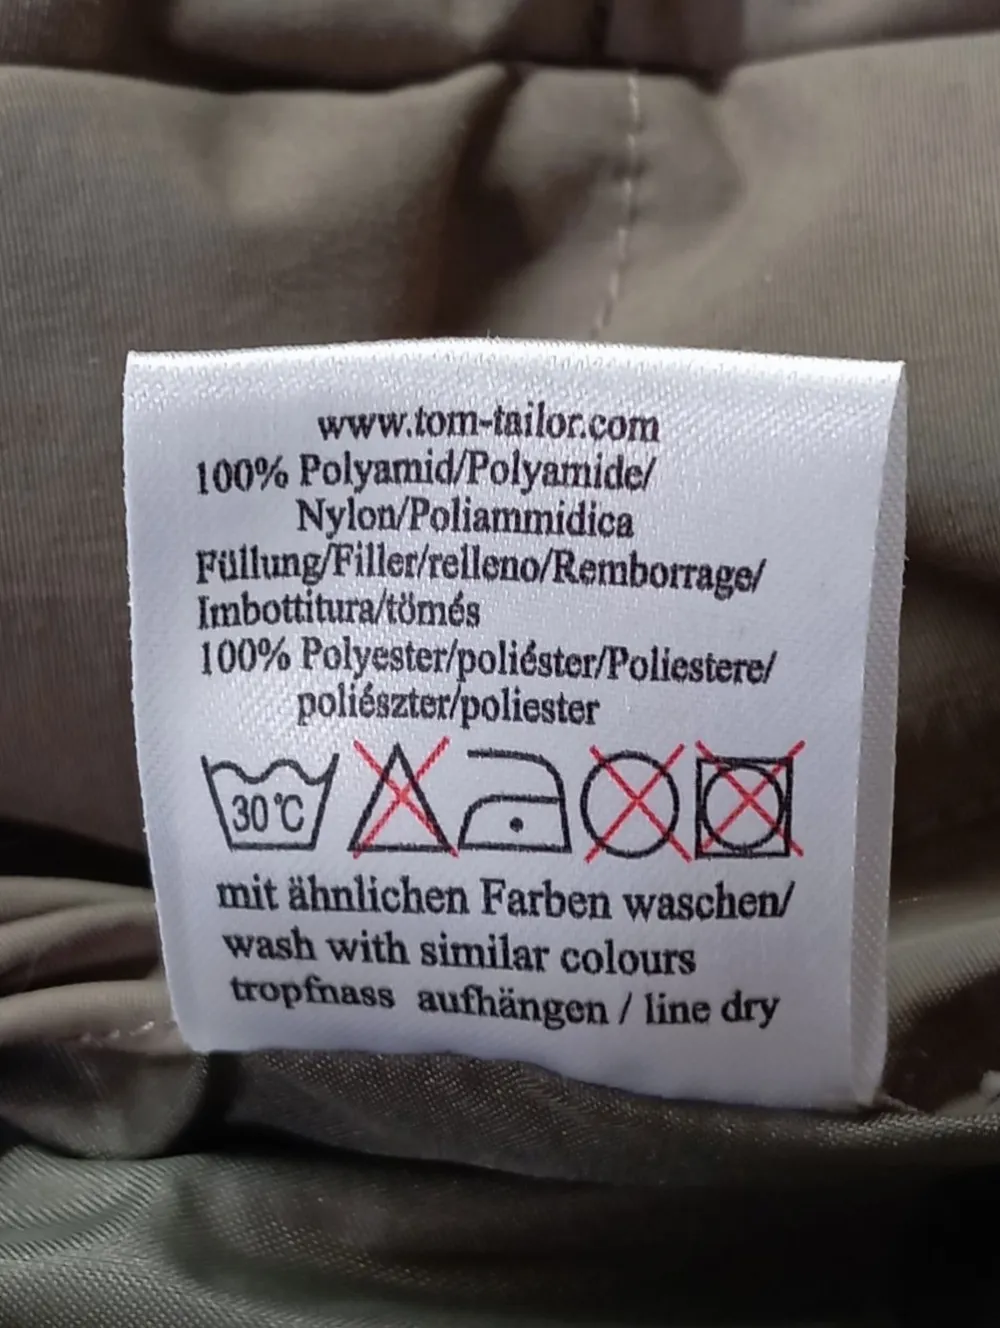 www.tom-tailor.com
100% Polyamid/Polyamide/
Nylon/Poliammidica
Füllung/Filler/relleno/Remborrage/
Imbottitura/tömés
100% Polyester/poliéster/Poliestere/
poliészter/poliester
30°C
mit ähnlichen Farben waschen/
wash with similar colours
tropfnass aufhängen / line dry